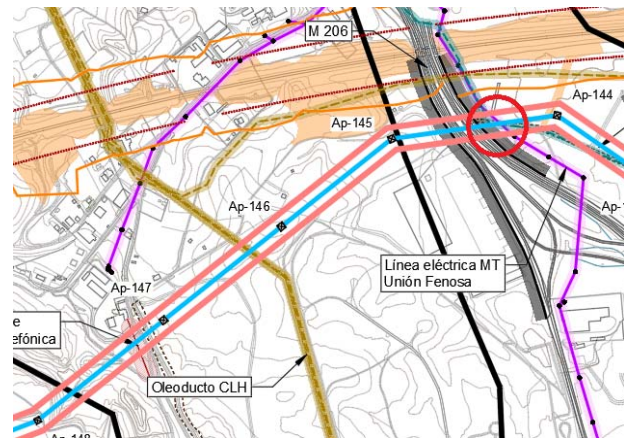 M 206
Ap-144
Ap-145
Ap-146
Línea eléctrica MT
Unión Fenosa
Ap-147
Oleoducto CLH